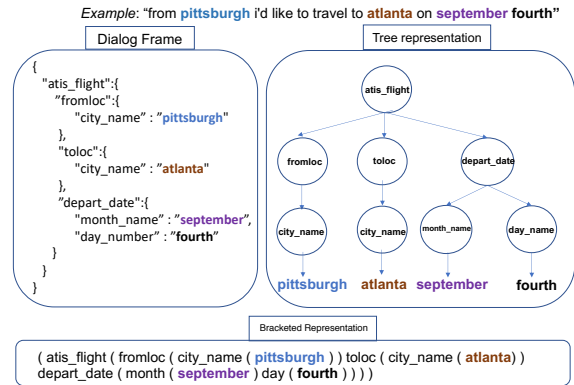 Example: “from pittsburgh i'd like to travel to atlanta on september fourth”
Dialog Frame
{
"atis_flight":{
”fromloc":{
"city_name” : ”pittsburgh"
},
"toloc":{
"city_name” : "atlanta"
},
”depart_date":{
"month_name" : ”september”,
"day_number" : ”fourth”
}
}
}
Tree representation
atis_flight
fromloc toloc depart_date
city_name city_name month_name day_name
pittsburgh atlanta september fourth
Bracketed Representation
( atis_flight ( fromloc ( city_name ( pittsburgh ) ) toloc ( city_name ( atlanta) )
depart_date ( month ( september ) day ( fourth ) ) ) )